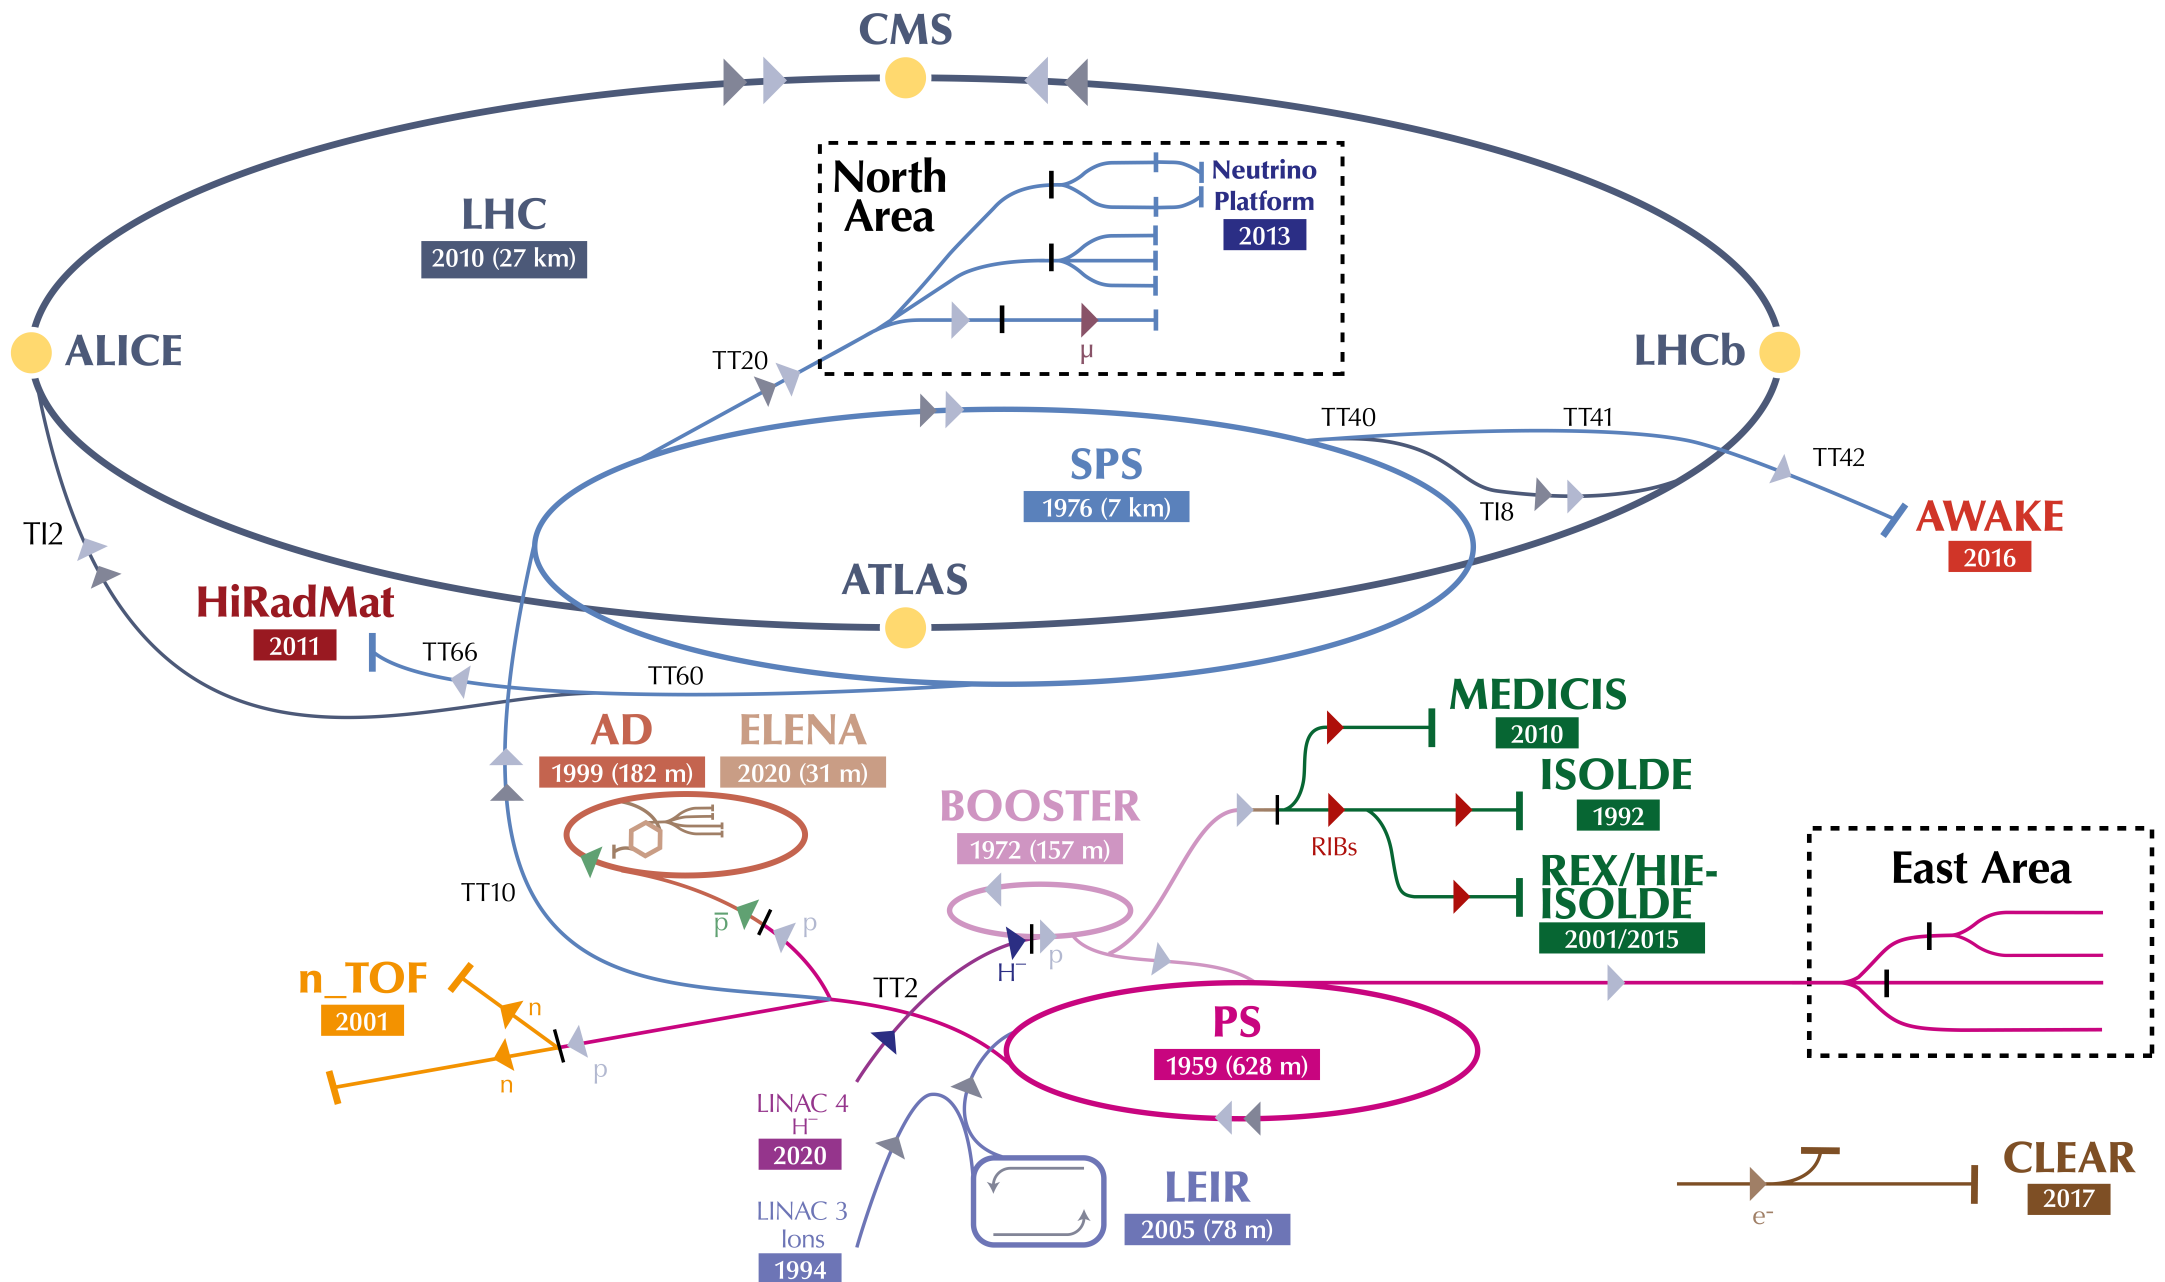 CMS
North
Area
Neutrino
Platform
2013
LHC
2010 (27 km)
ALICE
LHCb
TT20
µ
TT40
TT41
TT42
SPS
1976 (7 km)
TI8
AWAKE
2016
TI2
ATLAS
HiRadMat
2011
TT66
TT60
MEDICIS
2010
AD
1999 (182 m)
ELENA
2020 (31 m)
ISOLDE
1992
BOOSTER
1972 (157 m)
RIBs
REX/HIE-
ISOLDE
2001/2015
East Area
TT10
p̅
p
H⁻
p
n_TOF
2001
n
n
p
TT2
PS
1959 (628 m)
LINAC 4
H⁻
2020
LINAC 3
Ions
1994
LEIR
2005 (78 m)
CLEAR
2017
e⁻